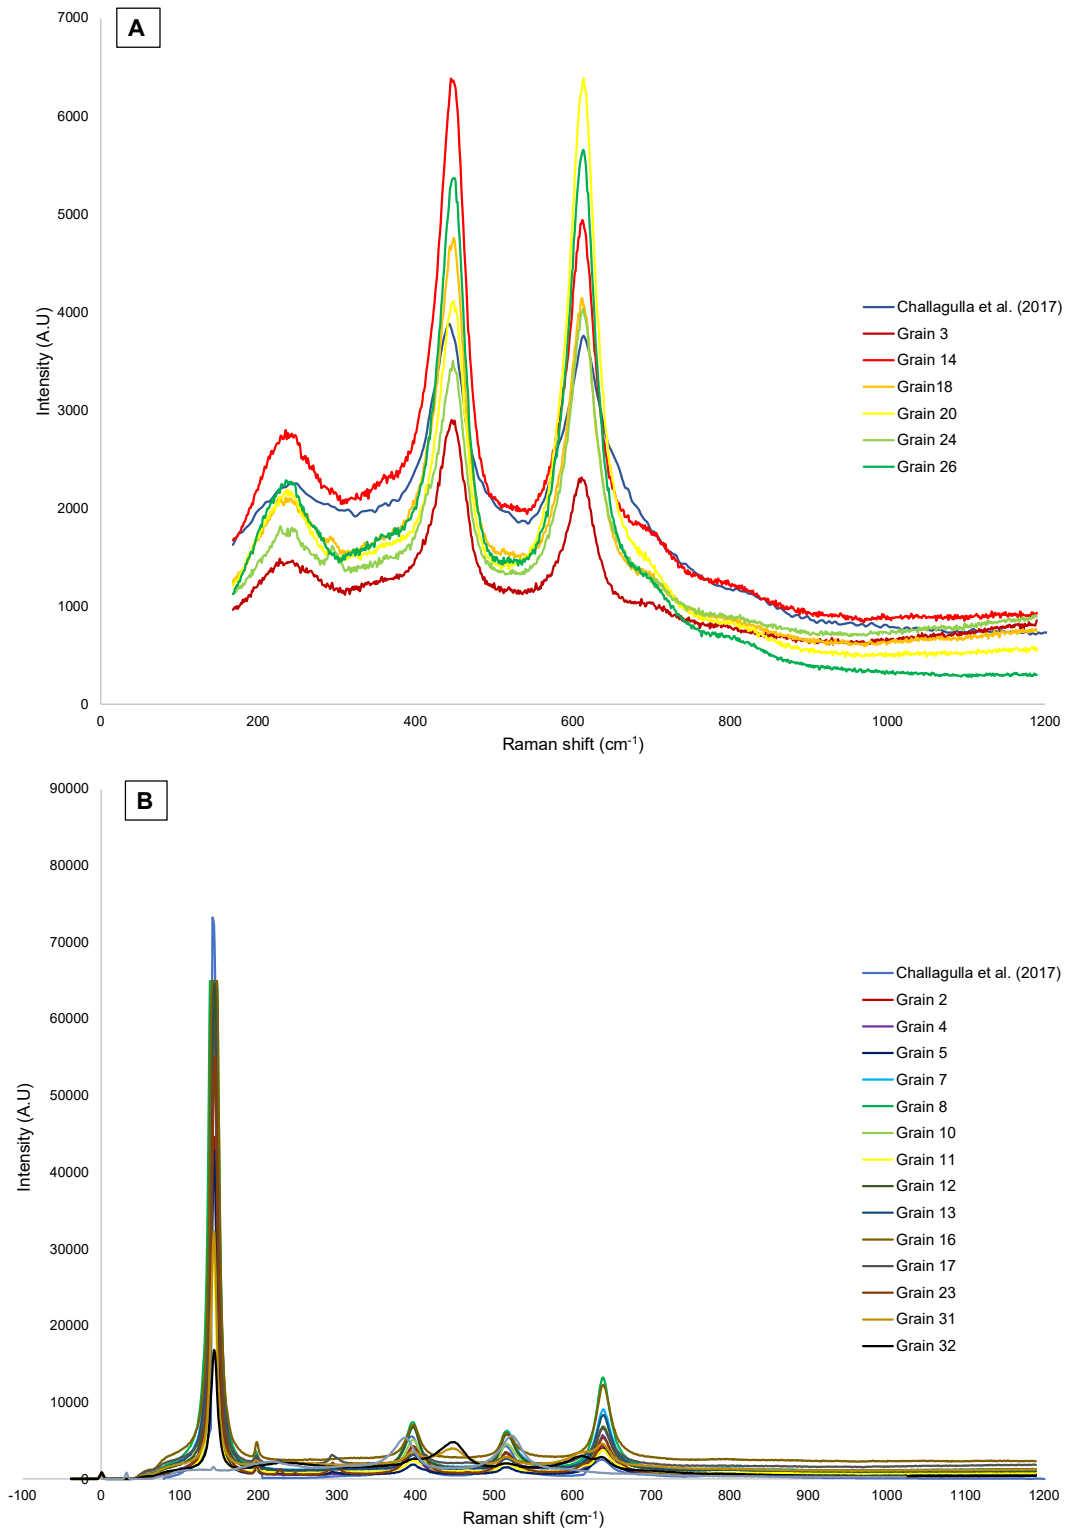 A
7000
6000
5000
4000
3000
2000
1000
0
Intensity (A.U)
0 200 400 600 800 1000 1200
Raman shift (cm-1)
Challagulla et al. (2017)
Grain 3
Grain 14
Grain18
Grain 20
Grain 24
Grain 26
B
90000
80000
70000
60000
50000
40000
30000
20000
10000
0
Intensity (A.U)
-100 0 100 200 300 400 500 600 700 800 900 1000 1100 1200
Raman shift (cm-1)
Challagulla et al. (2017)
Grain 2
Grain 4
Grain 5
Grain 7
Grain 8
Grain 10
Grain 11
Grain 12
Grain 13
Grain 16
Grain 17
Grain 23
Grain 31
Grain 32